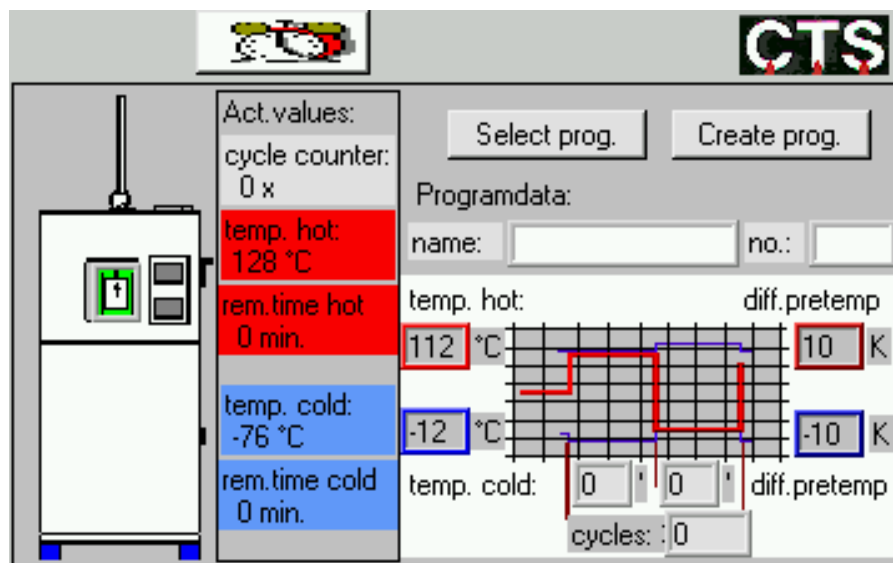 CTS
Act.values:
cycle counter:
0 x
temp. hot:
128 °C
rem.time hot
0 min.
temp. cold:
-76 °C
rem.time cold
0 min.
Select prog. Create prog.
Programdata:
name: no.:
temp. hot: diff.pretemp
112 °C 10 K
-12 °C -10 K
temp. cold: 0 ' 0 ' diff.pretemp
cycles: 0